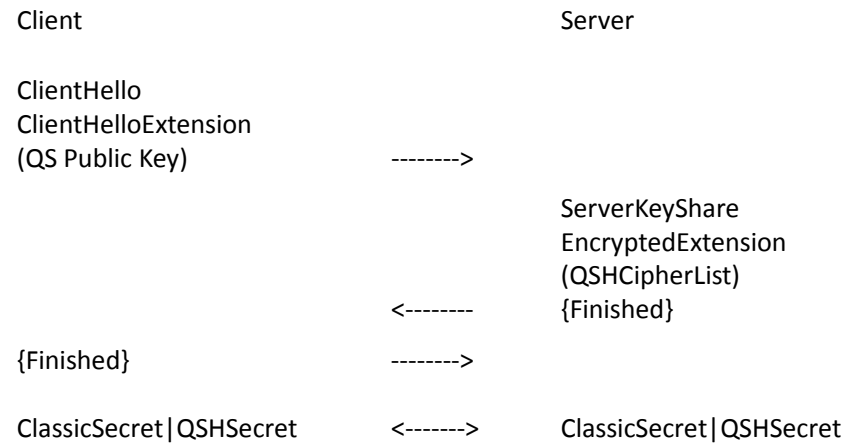 Client Server
ClientHello
ClientHelloExtension
(QS Public Key) -------->
ServerKeyShare
EncryptedExtension
(QSHCipherList)
<-------- {Finished}
{Finished} -------->
ClassicSecret|QSHSecret <-------> ClassicSecret|QSHSecret